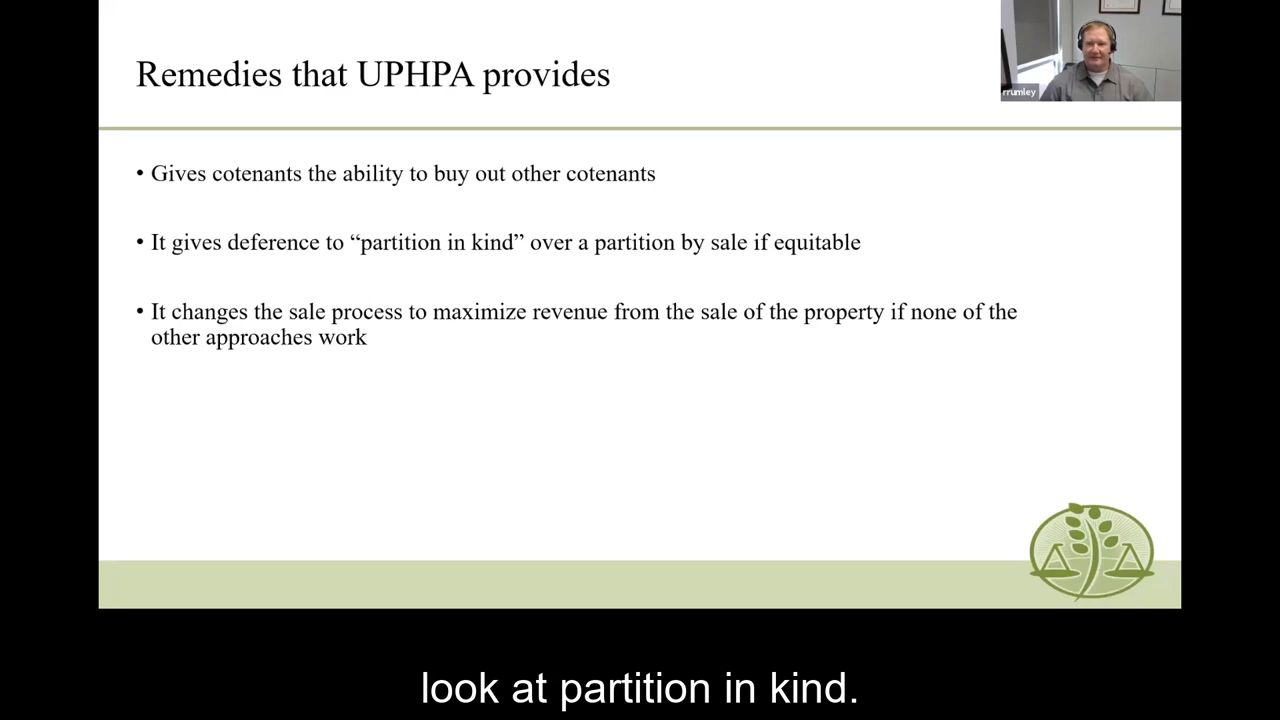 Remedies that UPHPA provides
rrumley
• Gives cotenants the ability to buy out other cotenants
• It gives deference to “partition in kind” over a partition by sale if equitable
• It changes the sale process to maximize revenue from the sale of the property if none of the
other approaches work
look at partition in kind.